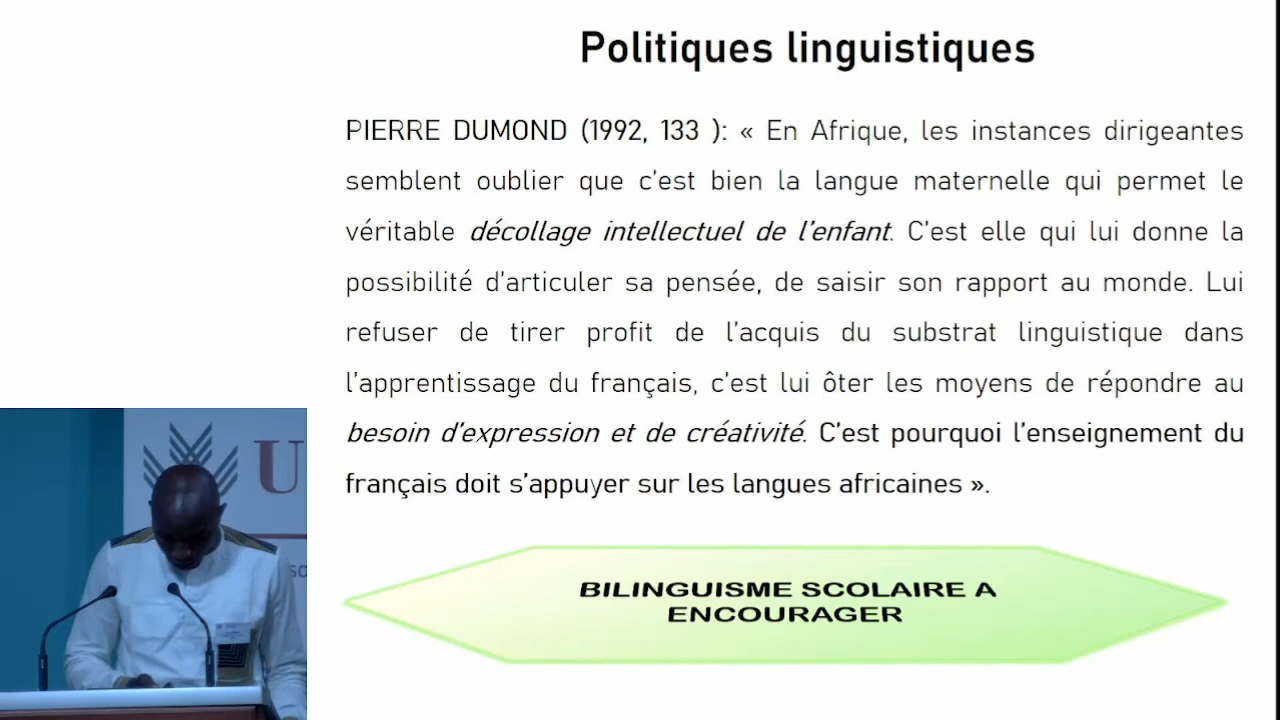 Politiques linguistiques
PIERRE DUMOND (1992, 133 ): « En Afrique, les instances dirigeantes
semblent oublier que c’est bien la langue maternelle qui permet le
véritable décollage intellectuel de l’enfant. C’est elle qui lui donne la
possibilité d’articuler sa pensée, de saisir son rapport au monde. Lui
refuser de tirer profit de l’acquis du substrat linguistique dans
l’apprentissage du français, c’est lui ôter les moyens de répondre au
besoin d’expression et de créativité. C’est pourquoi l’enseignement du
français doit s’appuyer sur les langues africaines ».
BILINGUISME SCOLAIRE A
ENCOURAGER
U